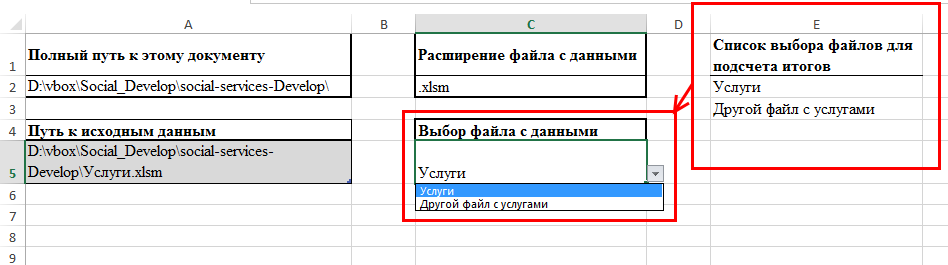 A B C D E
1 Полный путь к этому документу Расширение файла с данными Список выбора файлов для
подсчета итогов
2 D:\vbox\Social_Develop\social-services-Develop\ .xlsm Услуги
3 Другой файл с услугами
4 Путь к исходным данным Выбор файла с данными
D:\vbox\Social_Develop\social-services-
5 Develop\Услуги.xlsm Услуги
6 Услуги
Другой файл с услугами
7
8
9